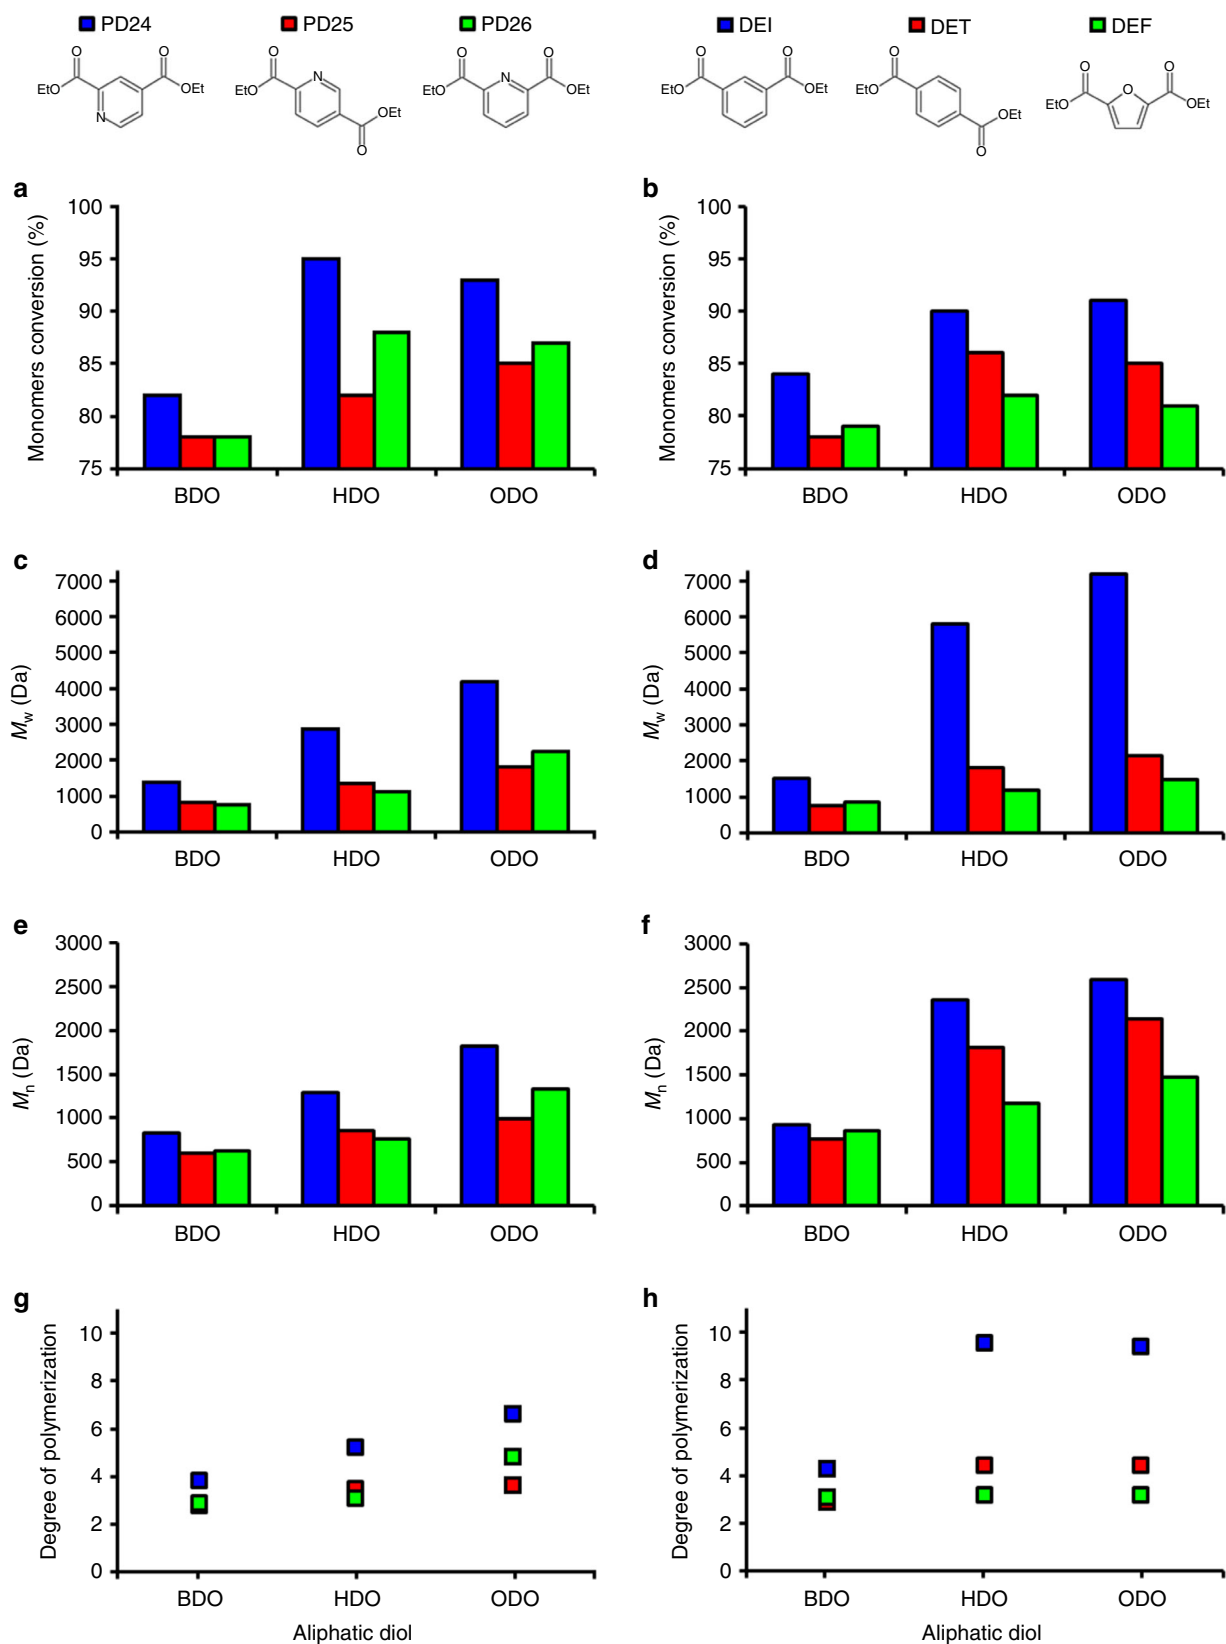 PD24 PD25 PD26 DEI DET DEF
O O O N O N O O O O O O
EtO OEt EtO EtO OEt EtO OEt EtO EtO O OEt
N OEt OEt
O O
a b
Monomers conversion (%) Monomers conversion (%)
100 100
95 95
90 90
85 85
80 80
75 75
BDO HDO ODO BDO HDO ODO
c d
Mw (Da) Mw (Da)
7000 7000
6000 6000
5000 5000
4000 4000
3000 3000
2000 2000
1000 1000
0 0
BDO HDO ODO BDO HDO ODO
e f
Mn (Da) Mn (Da)
3000 3000
2500 2500
2000 2000
1500 1500
1000 1000
500 500
0 0
BDO HDO ODO BDO HDO ODO
g h
Degree of polymerization Degree of polymerization
10 10
8 8
6 6
4 4
2 2
0 0
BDO HDO ODO BDO HDO ODO
Aliphatic diol Aliphatic diol